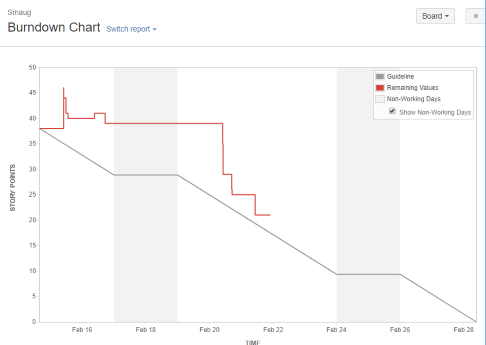 Smaug
Burndown Chart Switch report
Board
50
45
40
35
30
25
20
15
10
5
0
STORY POINTS
Guideline
Remaining Values
Non-Working Days
Show Non-Working Days
Feb 16 Feb 18 Feb 20 Feb 22 Feb 24 Feb 26 Feb 28
TIME